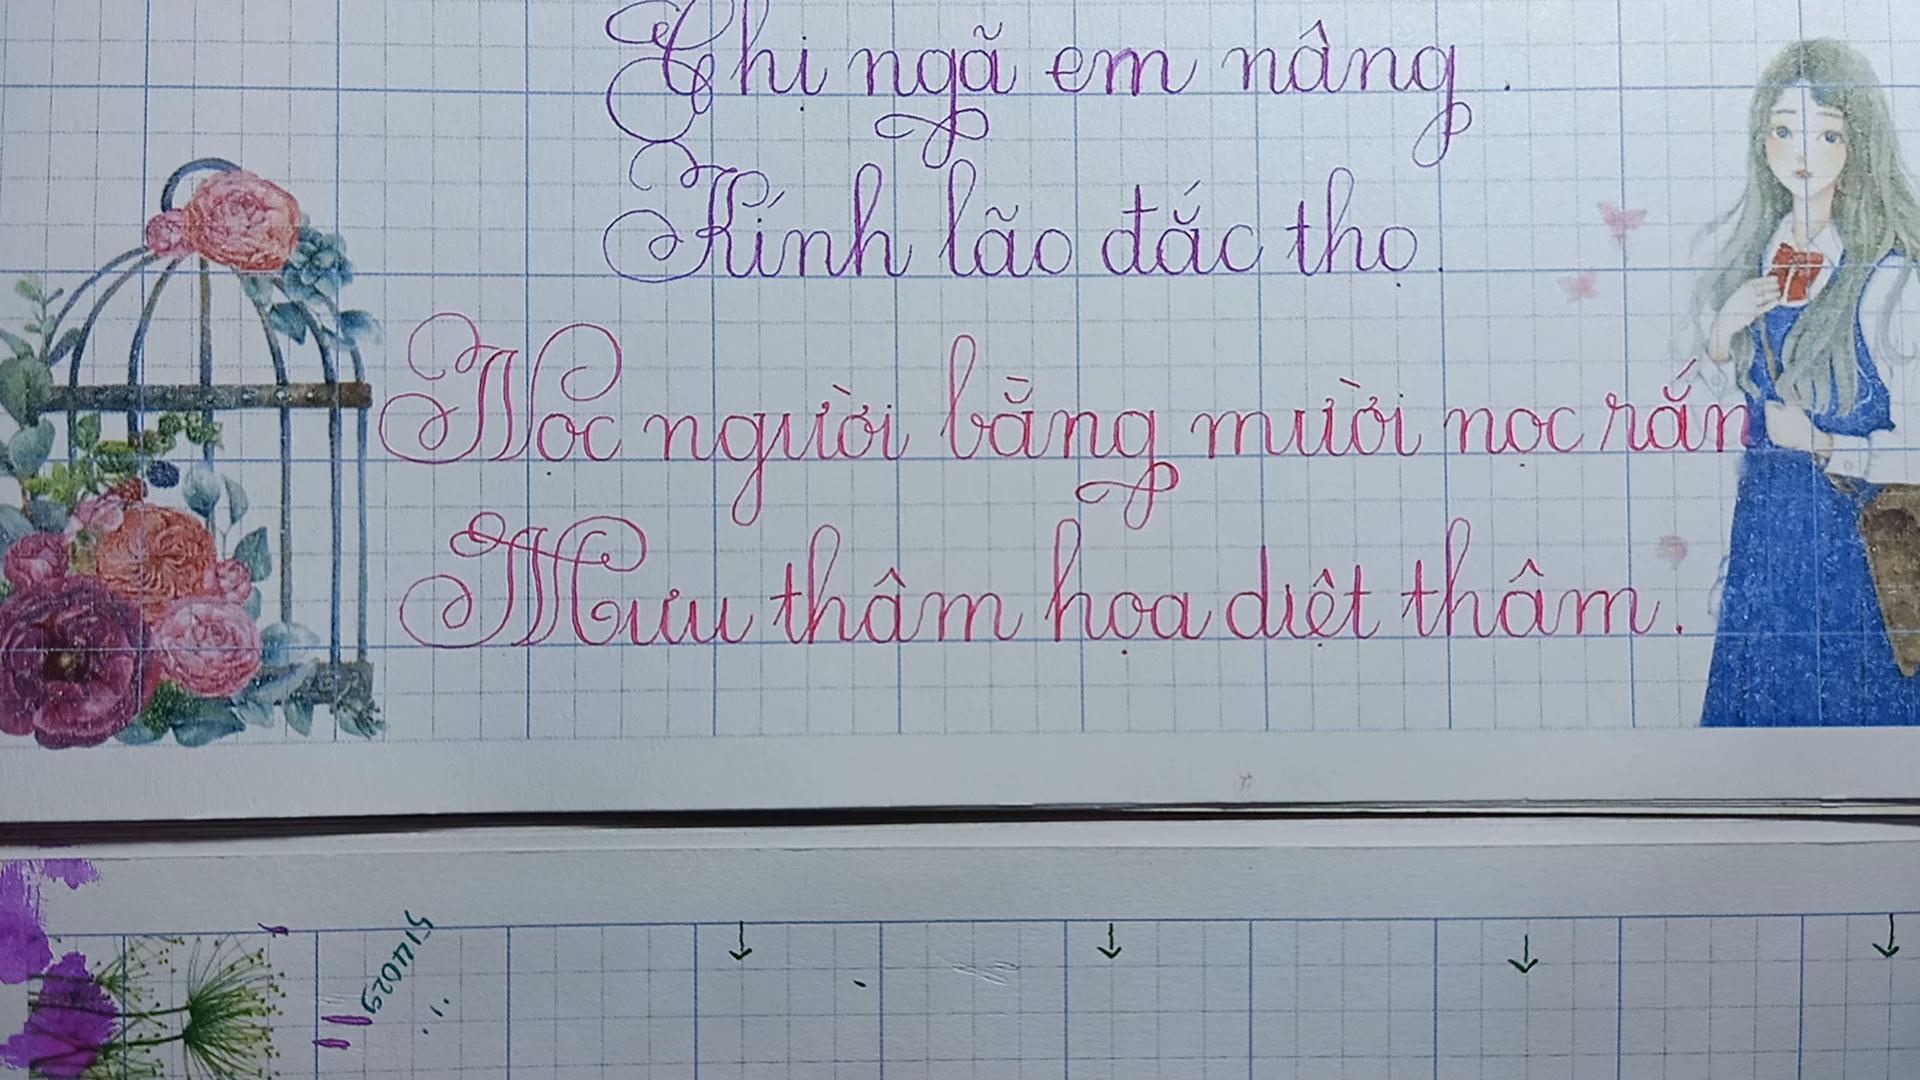 Chị ngã em nâng.
Kính lão đắc thọ.
Nọc người bằng mười nọc rắn
Mưu thâm họa diệt thâm.
514029